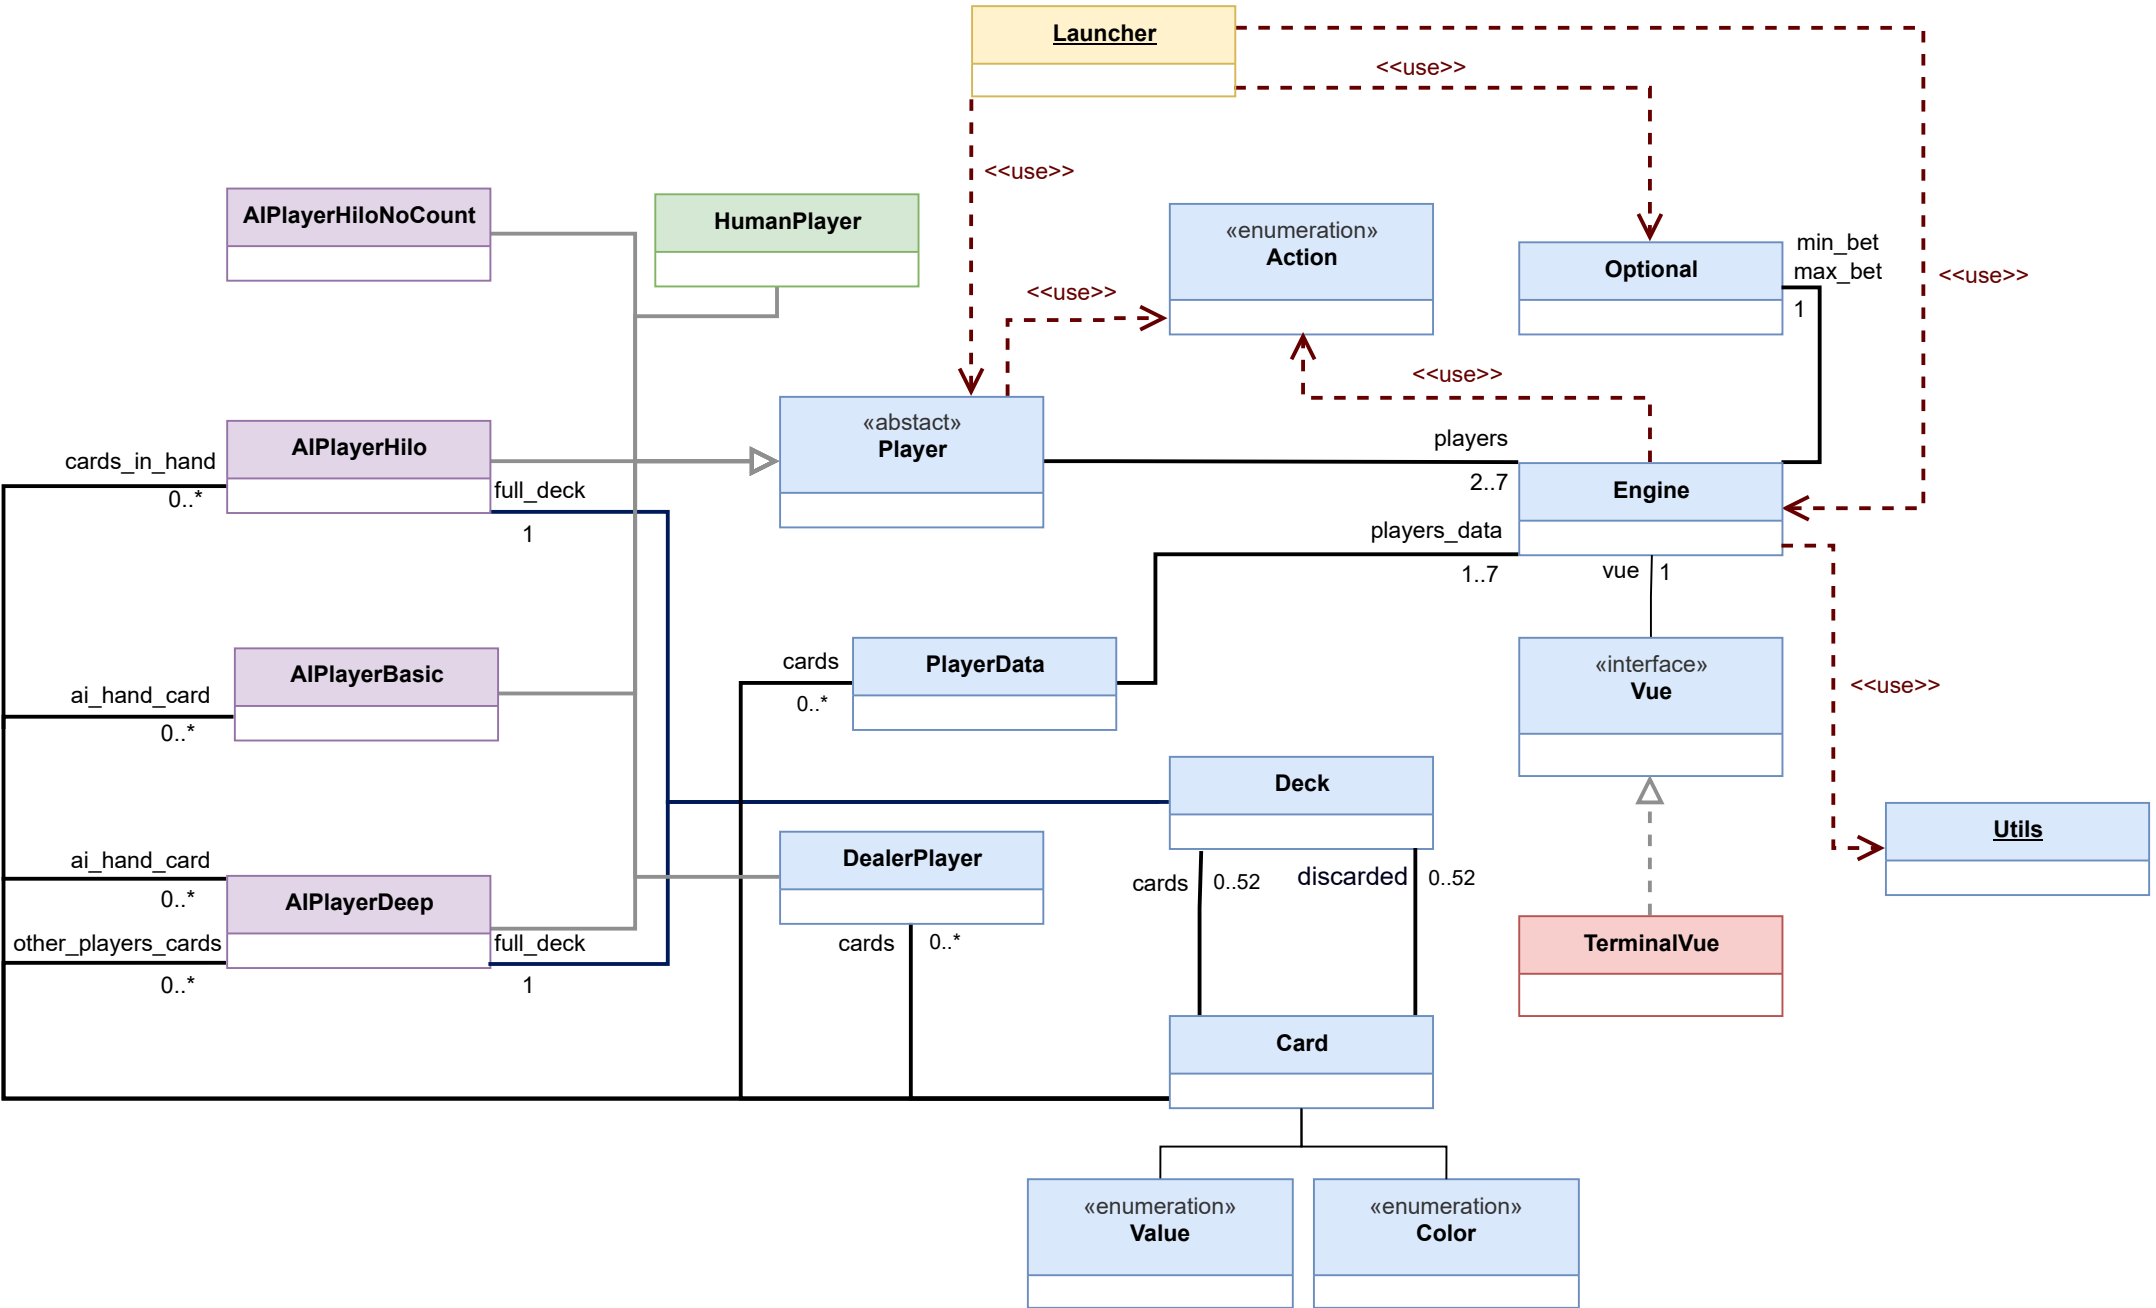 Launcher
<<use>>
<<use>>
AIPlayerHiloNoCount
HumanPlayer
«enumeration»
Action
Optional
min_bet
max_bet
1
<<use>>
<<use>>
<<use>>
«abstact»
Player
players
2..7
Engine
players_data
1..7
vue
1
cards_in_hand
0..*
AIPlayerHilo
full_deck
1
ai_hand_card
0..*
AIPlayerBasic
cards
0..*
PlayerData
«interface»
Vue
<<use>>
Deck
Utils
ai_hand_card
0..*
AIPlayerDeep
other_players_cards
0..*
full_deck
1
DealerPlayer
cards
0..*
cards
0..52
discarded
0..52
TerminalVue
Card
«enumeration»
Value
«enumeration»
Color